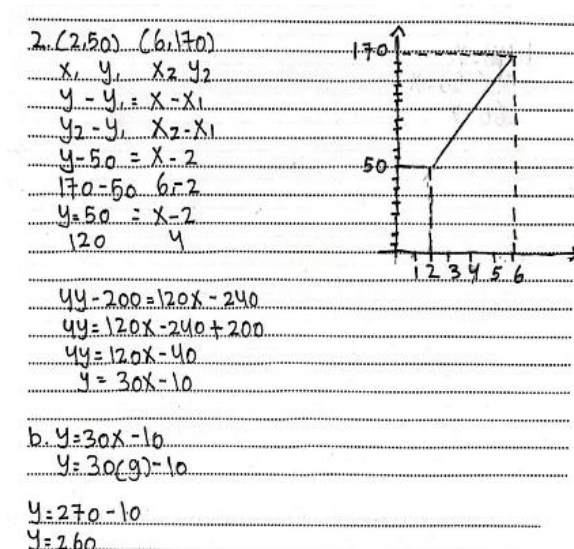 2. (2,50) (6,170)
x₁ y₁ x₂ y₂
y - y₁ = x - x₁
y₂ - y₁ x₂ - x₁
y - 50 = x - 2
170 - 50 6 - 2
y = 50 = x - 2
120 4
4y - 200 = 120x - 240
4y = 120x - 240 + 200
4y = 120x - 40
y = 30x - 10
b. y = 30x - 10
y = 30(9) - 10
y = 270 - 10
y = 260
170
50
1 2 3 4 5 6